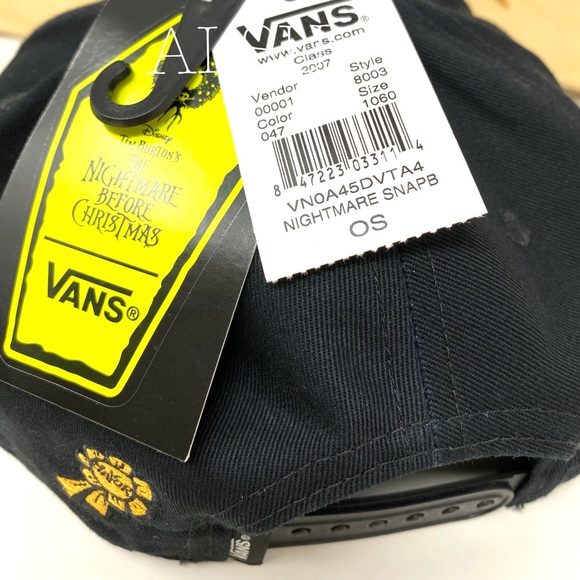 VANS
www.vans.com
Class Style
2007 8003
Vendor Size
00001 1060
Color
047
8 47223 03311 4
VN0A45DVTA4
NIGHTMARE SNAPB
OS
Disney
TIM BURTON'S
THE
NIGHTMARE
BEFORE
CHRISTMAS
VANS®
VANS